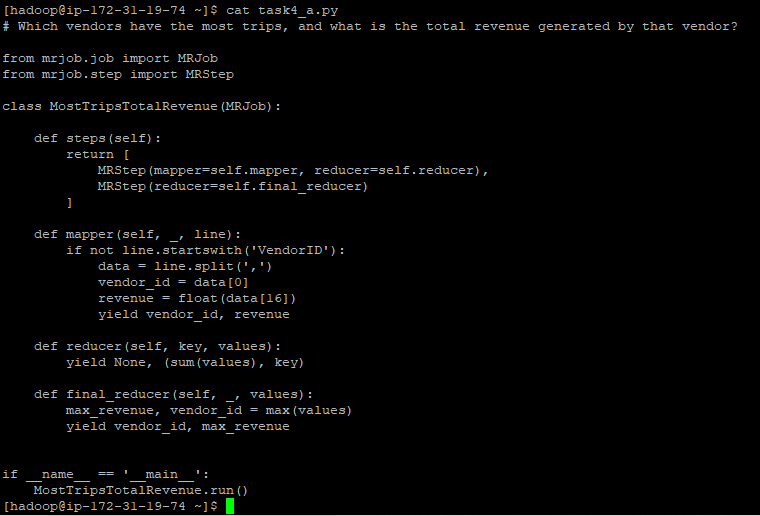 [hadoop@ip-172-31-19-74 ~]$ cat task4_a.py
# Which vendors have the most trips, and what is the total revenue generated by that vendor?

from mrjob.job import MRJob
from mrjob.step import MRStep

class MostTripsTotalRevenue(MRJob):

    def steps(self):
        return [
            MRStep(mapper=self.mapper, reducer=self.reducer),
            MRStep(reducer=self.final_reducer)
        ]

    def mapper(self, _, line):
        if not line.startswith('VendorID'):
            data = line.split(',')
            vendor_id = data[0]
            revenue = float(data[16])
            yield vendor_id, revenue

    def reducer(self, key, values):
        yield None, (sum(values), key)

    def final_reducer(self, _, values):
        max_revenue, vendor_id = max(values)
        yield vendor_id, max_revenue


if __name__ == '__main__':
    MostTripsTotalRevenue.run()
[hadoop@ip-172-31-19-74 ~]$